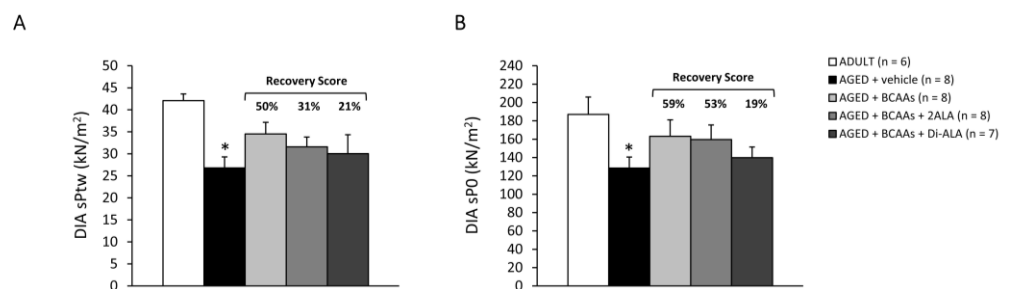 A
DIA sPtw (kN/m²)
50
45
40
35
30
25
20
15
10
5
0
Recovery Score
50% 31% 21%
*
B
DIA sP0 (kN/m²)
240
220
200
180
160
140
120
100
80
60
40
20
0
Recovery Score
59% 53% 19%
*
ADULT (n = 6)
AGED + vehicle (n = 8)
AGED + BCAAs (n = 8)
AGED + BCAAs + 2ALA (n = 8)
AGED + BCAAs + Di-ALA (n = 7)